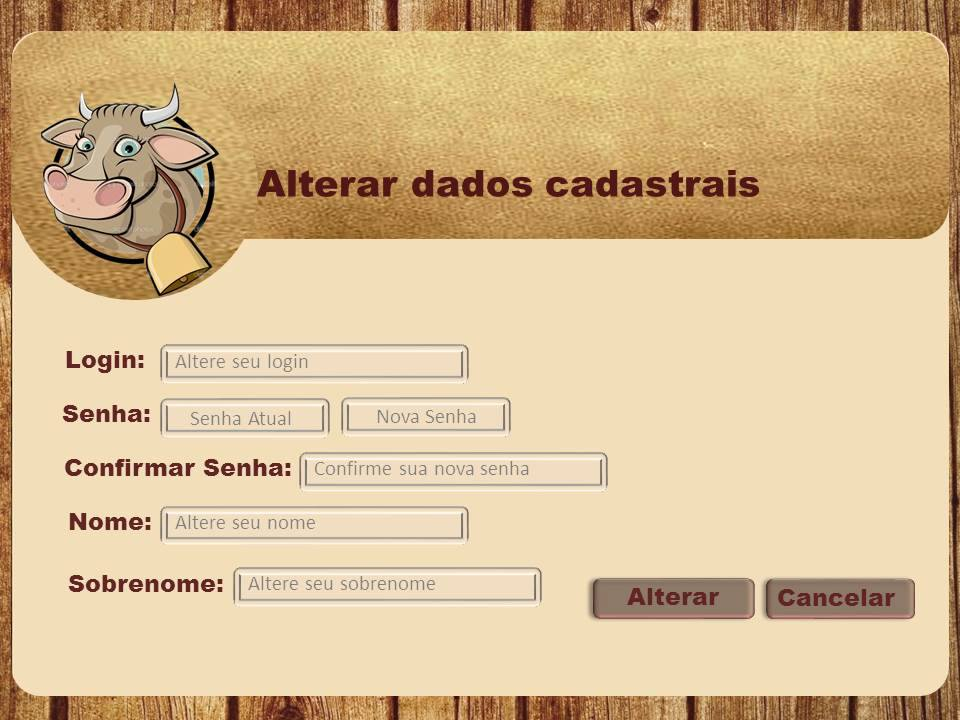 Alterar dados cadastrais
Login: Altere seu login
Senha: Senha Atual Nova Senha
Confirmar Senha: Confirme sua nova senha
Nome: Altere seu nome
Sobrenome: Altere seu sobrenome
Alterar Cancelar